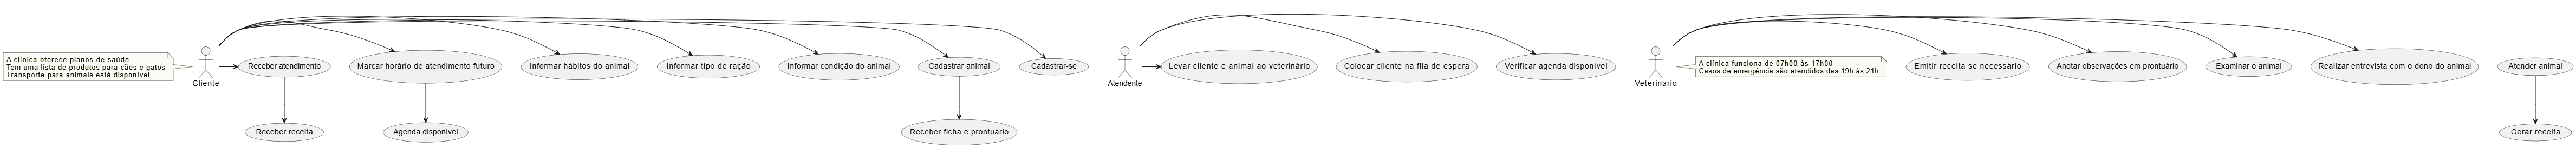 A clínica oferece planos de saúde
Tem uma lista de produtos para cães e gatos
Transporte para animais está disponível
Cliente
Receber atendimento
Marcar horário de atendimento futuro
Informar hábitos do animal
Informar tipo de ração
Informar condição do animal
Cadastrar animal
Cadastrar-se
Receber receita
Agenda disponível
Receber ficha e prontuário
Atendente
Levar cliente e animal ao veterinário
Colocar cliente na fila de espera
Verificar agenda disponível
Veterinario
A clínica funciona de 07h00 às 17h00
Casos de emergência são atendidos das 19h às 21h
Emitir receita se necessário
Anotar observações em prontuário
Examinar o animal
Realizar entrevista com o dono do animal
Atender animal
Gerar receita